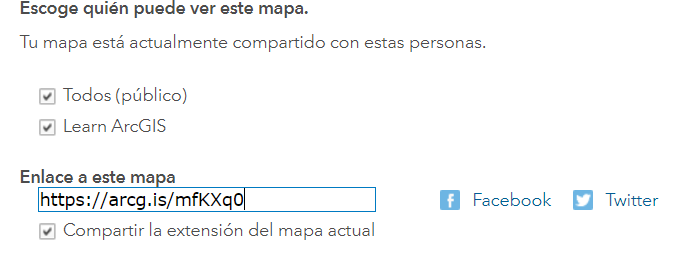 Escoge quién puede ver este mapa.
Tu mapa está actualmente compartido con estas personas.
Todos (público)
Learn ArcGIS
Enlace a este mapa
https://arcg.is/mfKXq0
Facebook
Twitter
Compartir la extensión del mapa actual